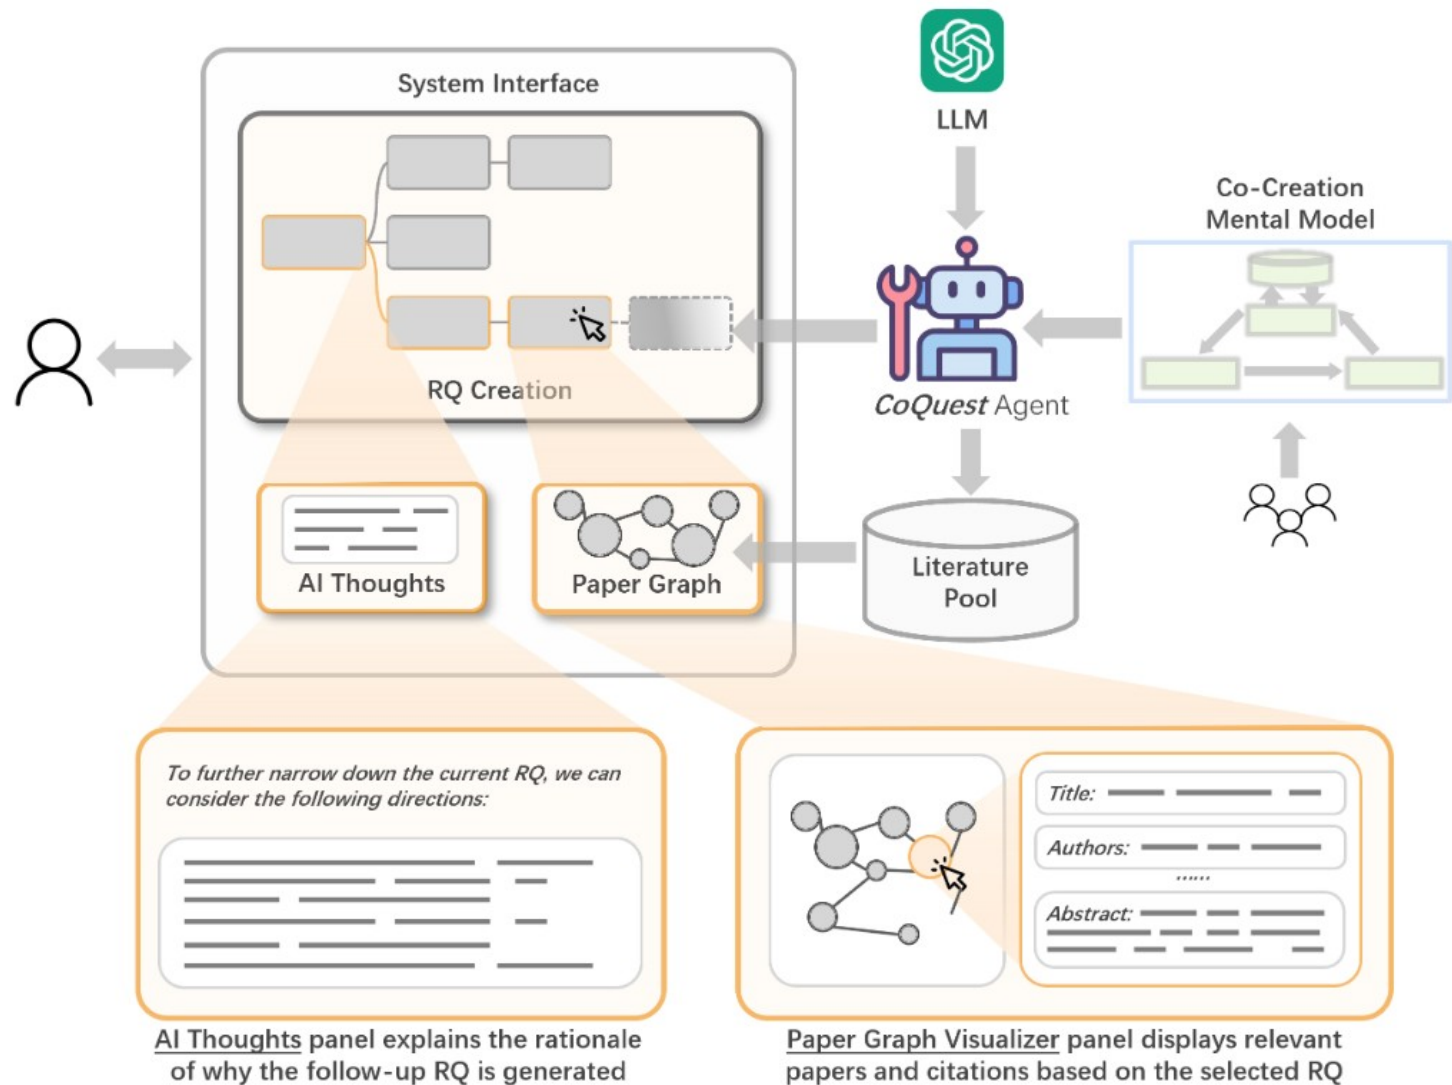 System Interface
LLM
Co-Creation
Mental Model
RQ Creation
CoQuest Agent
AI Thoughts
Paper Graph
Literature
Pool
To further narrow down the current RQ, we can
consider the following directions:
Title:
Authors:
......
Abstract:
AI Thoughts panel explains the rationale
of why the follow-up RQ is generated
Paper Graph Visualizer panel displays relevant
papers and citations based on the selected RQ